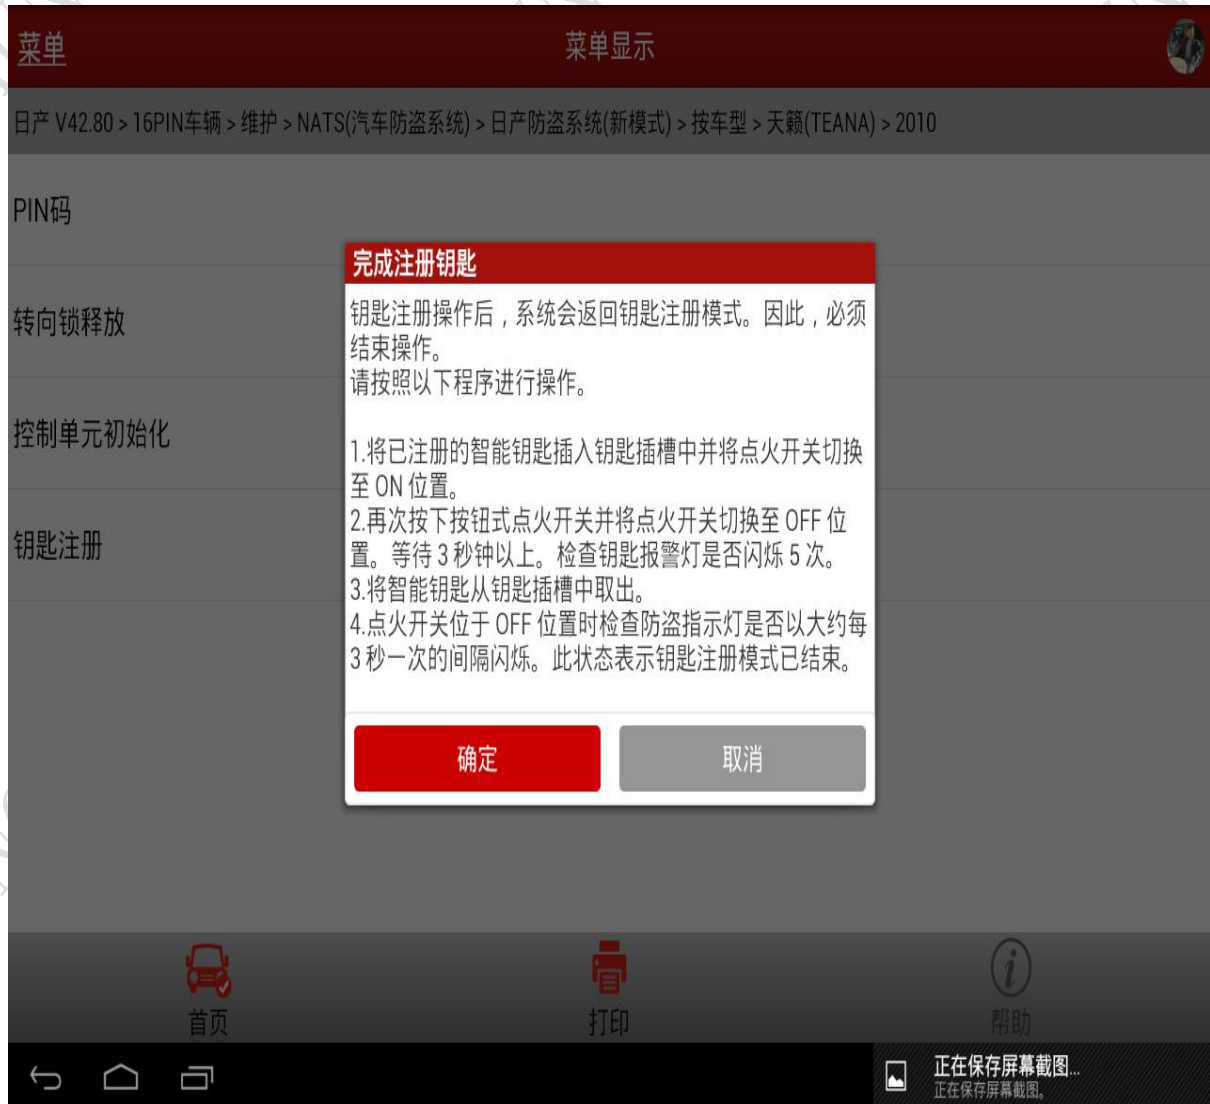 菜单
菜单显示
日产 V42.80 > 16PIN车辆 > 维护 > NATS(汽车防盗系统) > 日产防盗系统(新模式) > 按车型 > 天籁(TEANA) > 2010
PIN码
转向锁释放
控制单元初始化
钥匙注册
完成注册钥匙
钥匙注册操作后，系统会返回钥匙注册模式。因此，必须
结束操作。
请按照以下程序进行操作。
1.将已注册的智能钥匙插入钥匙插槽中并将点火开关切换
至 ON 位置。
2.再次按下按钮式点火开关并将点火开关切换至 OFF 位
置。等待 3 秒钟以上。检查钥匙报警灯是否闪烁 5 次。
3.将智能钥匙从钥匙插槽中取出。
4.点火开关位于 OFF 位置时检查防盗指示灯是否以大约每
3 秒一次的间隔闪烁。此状态表示钥匙注册模式已结束。
确定
取消
首页
打印
帮助
正在保存屏幕截图...
正在保存屏幕截图。